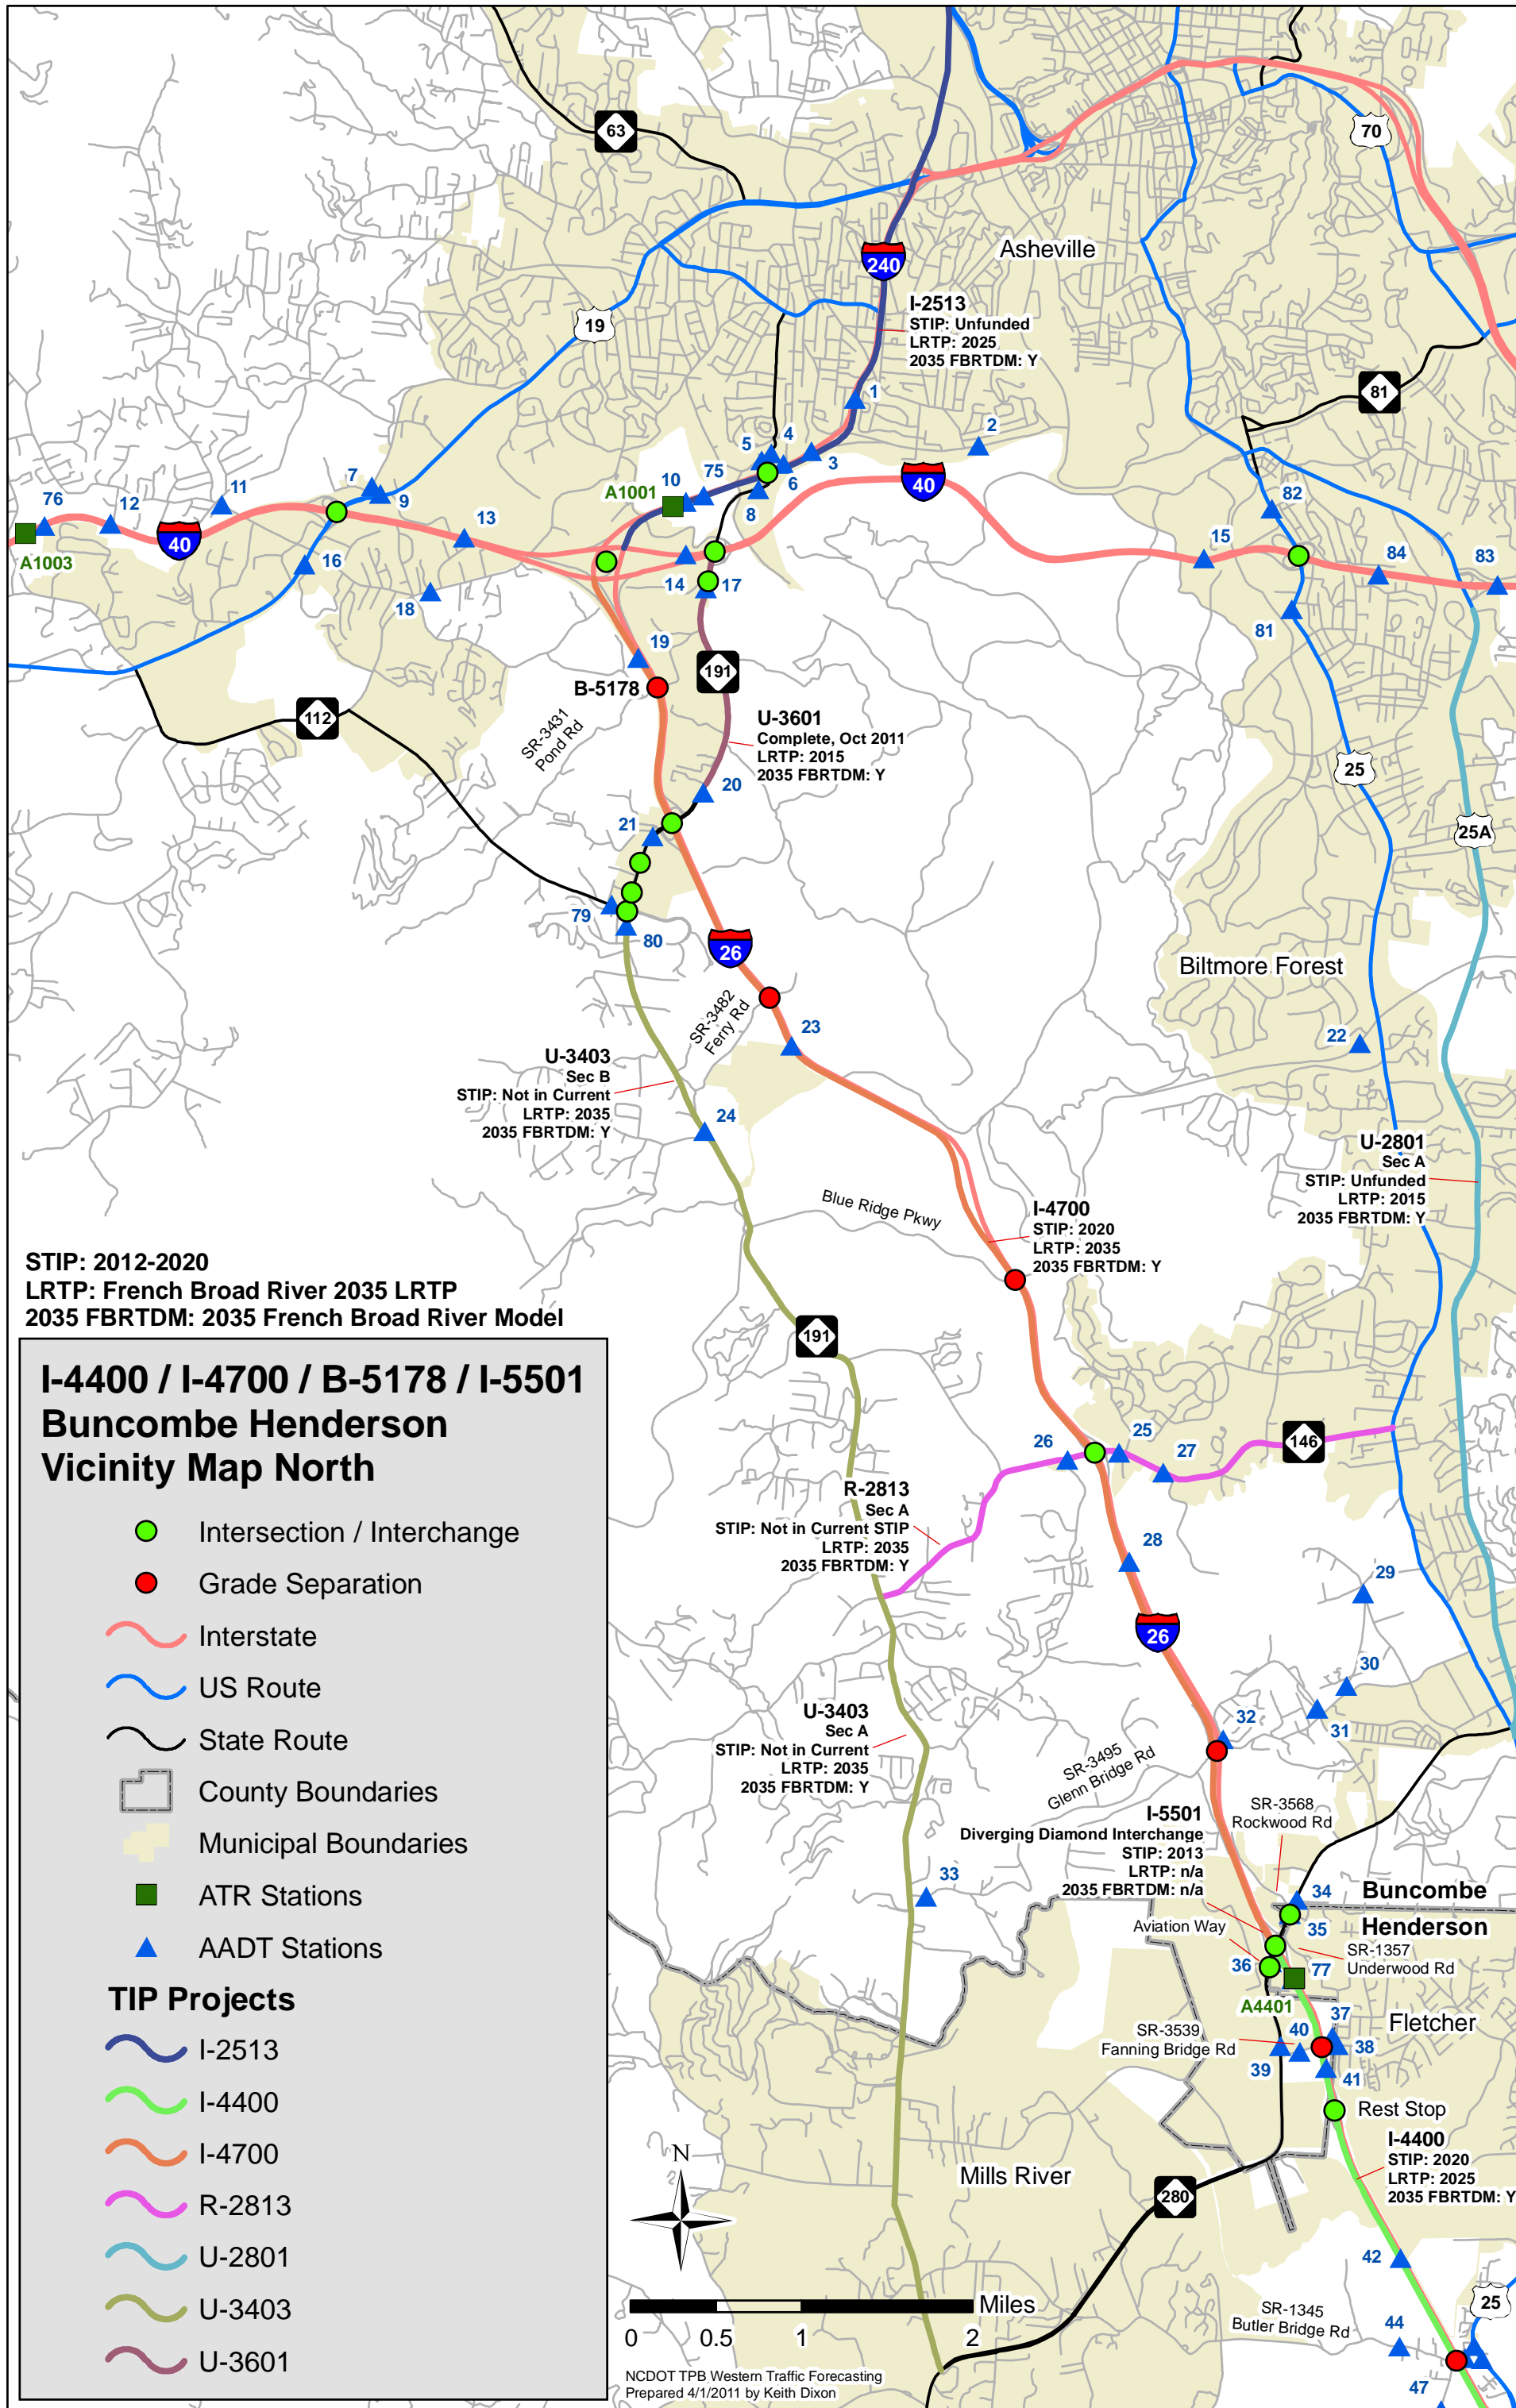 63
70
Asheville
240
19
I-2513
STIP: Unfunded
LRTP: 2025
2035 FBRTDM: Y
81
1
2
4
5
3
6
75
10
A1001
8
40
7
9
11
12
76
40
A1003
13
16
18
14
17
15
82
84
83
81
19
191
B-5178
112
SR-3431
Pond Rd
U-3601
Complete, Oct 2011
LRTP: 2015
2035 FBRTDM: Y
25
20
21
25A
79
80
26
Biltmore Forest
SR-3482
Ferry Rd
23
22
U-3403
Sec B
STIP: Not in Current
LRTP: 2035
2035 FBRTDM: Y
24
U-2801
Sec A
STIP: Unfunded
LRTP: 2015
2035 FBRTDM: Y
Blue Ridge Pkwy
I-4700
STIP: 2020
LRTP: 2035
2035 FBRTDM: Y
STIP: 2012-2020
LRTP: French Broad River 2035 LRTP
2035 FBRTDM: 2035 French Broad River Model
191
I-4400 / I-4700 / B-5178 / I-5501
Buncombe Henderson
Vicinity Map North
Intersection / Interchange
Grade Separation
Interstate
US Route
State Route
County Boundaries
Municipal Boundaries
ATR Stations
AADT Stations
TIP Projects
I-2513
I-4400
I-4700
R-2813
U-2801
U-3403
U-3601
26
25
27
146
R-2813
Sec A
STIP: Not in Current STIP
LRTP: 2035
2035 FBRTDM: Y
28
29
26
30
31
32
U-3403
Sec A
STIP: Not in Current
LRTP: 2035
2035 FBRTDM: Y
SR-3495
Glenn Bridge Rd
I-5501
Diverging Diamond Interchange
STIP: 2013
LRTP: n/a
2035 FBRTDM: n/a
SR-3568
Rockwood Rd
33
34
Buncombe
35
Henderson
Aviation Way
SR-1357
Underwood Rd
36
77
A4401
37
Fletcher
SR-3539
Fanning Bridge Rd
40
38
39
41
Rest Stop
I-4400
STIP: 2020
LRTP: 2025
2035 FBRTDM: Y
N
Mills River
280
42
25
Miles
0 0.5 1 2
SR-1345
Butler Bridge Rd
44
47
NCDOT TPB Western Traffic Forecasting
Prepared 4/1/2011 by Keith Dixon